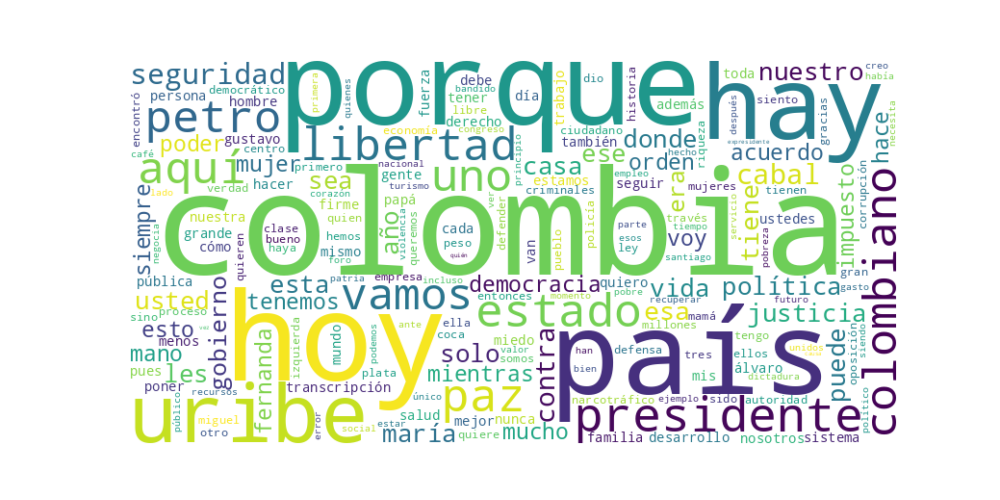 seguridad
porque
hay
nuestro
petro
libertad
donde
aquí
uno
colombia
hoy
país
colombiano
uribe
presidente
vamos
estado
paz
democracia
vida
política
justicia
cabal
acuerdo
orden
casa
ese
era
tiene
impuesto
hace
toda
poder
mujer
sea
año
siempre
usted
esto
gobierno
mano
les
fernanda
esta
tenemos
solo
mientras
maría
mucho
contra
esa
puede
voy
persona
democrático
hombre
gustavo
centro
encontró
café
verdad
hacer
primero
primera
quienes
nacional
gente
turismo
corazón
firme
papá
quien
nuestra
grande
cómo
quieren
clase
bueno
haya
hemos
mismo
foro
violencia
queremos
cada
peso
quién
ver
defender
estamos
criminales
seguir
mujeres
tienen
través
tiempo
servicio
pobreza
ustedes
corrupción
gran
gasto
fuerza
debe
bandido
tener
libre
derecho
día
dio
trabajo
ciudadano
también
además
historia
riqueza
después
siento
gracias
creo
había
necesita
expresidente
economía
congreso
principio
hecho
empleo
policía
pueblo
van
esos
ley
parte
santiago
lado
negocia
pública
proceso
sino
vez
menos
pues
poner
público
recursos
miguel
otro
izquierda
mundo
podemos
patria
empresa
incluso
ante
ella
coca
plata
transcripción
error
único
salud
social
estar
mejor
nunca
quiere
valor
somos
miedo
entonces
momento
pobre
quiero
recuperar
millones
mamá
futuro
defensa
tres
han
bien
tengo
ellos
unidos
álvaro
mis
dictadura
narcotráfico
ejemplo
sido
autoridad
familia
desarrollo
nosotros
sistema
oposición
siendo
político